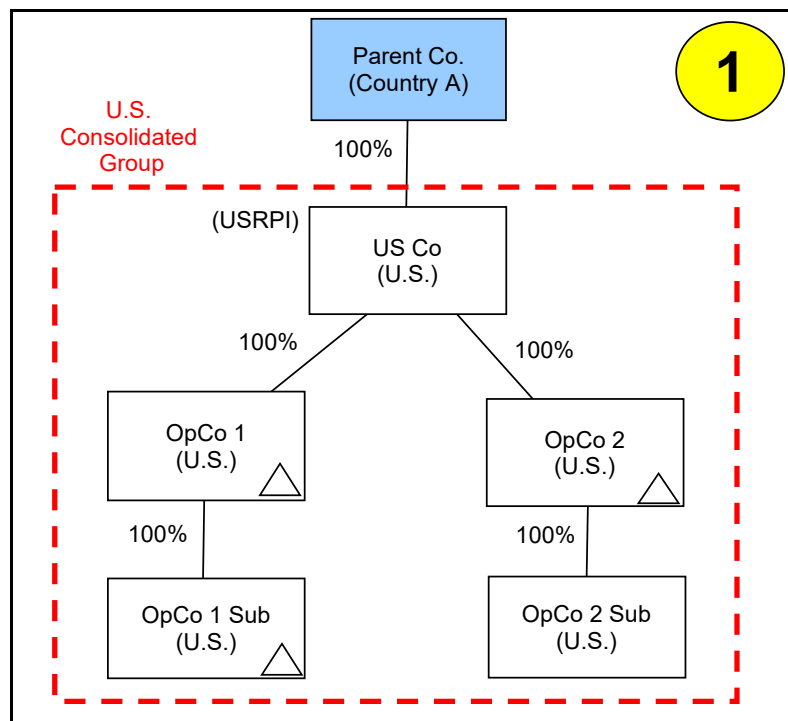 Parent Co.
(Country A)
1
U.S.
Consolidated
Group
100%
(USRPI)
US Co
(U.S.)
100%
100%
OpCo 1
(U.S.)
OpCo 2
(U.S.)
100%
100%
OpCo 1 Sub
(U.S.)
OpCo 2 Sub
(U.S.)